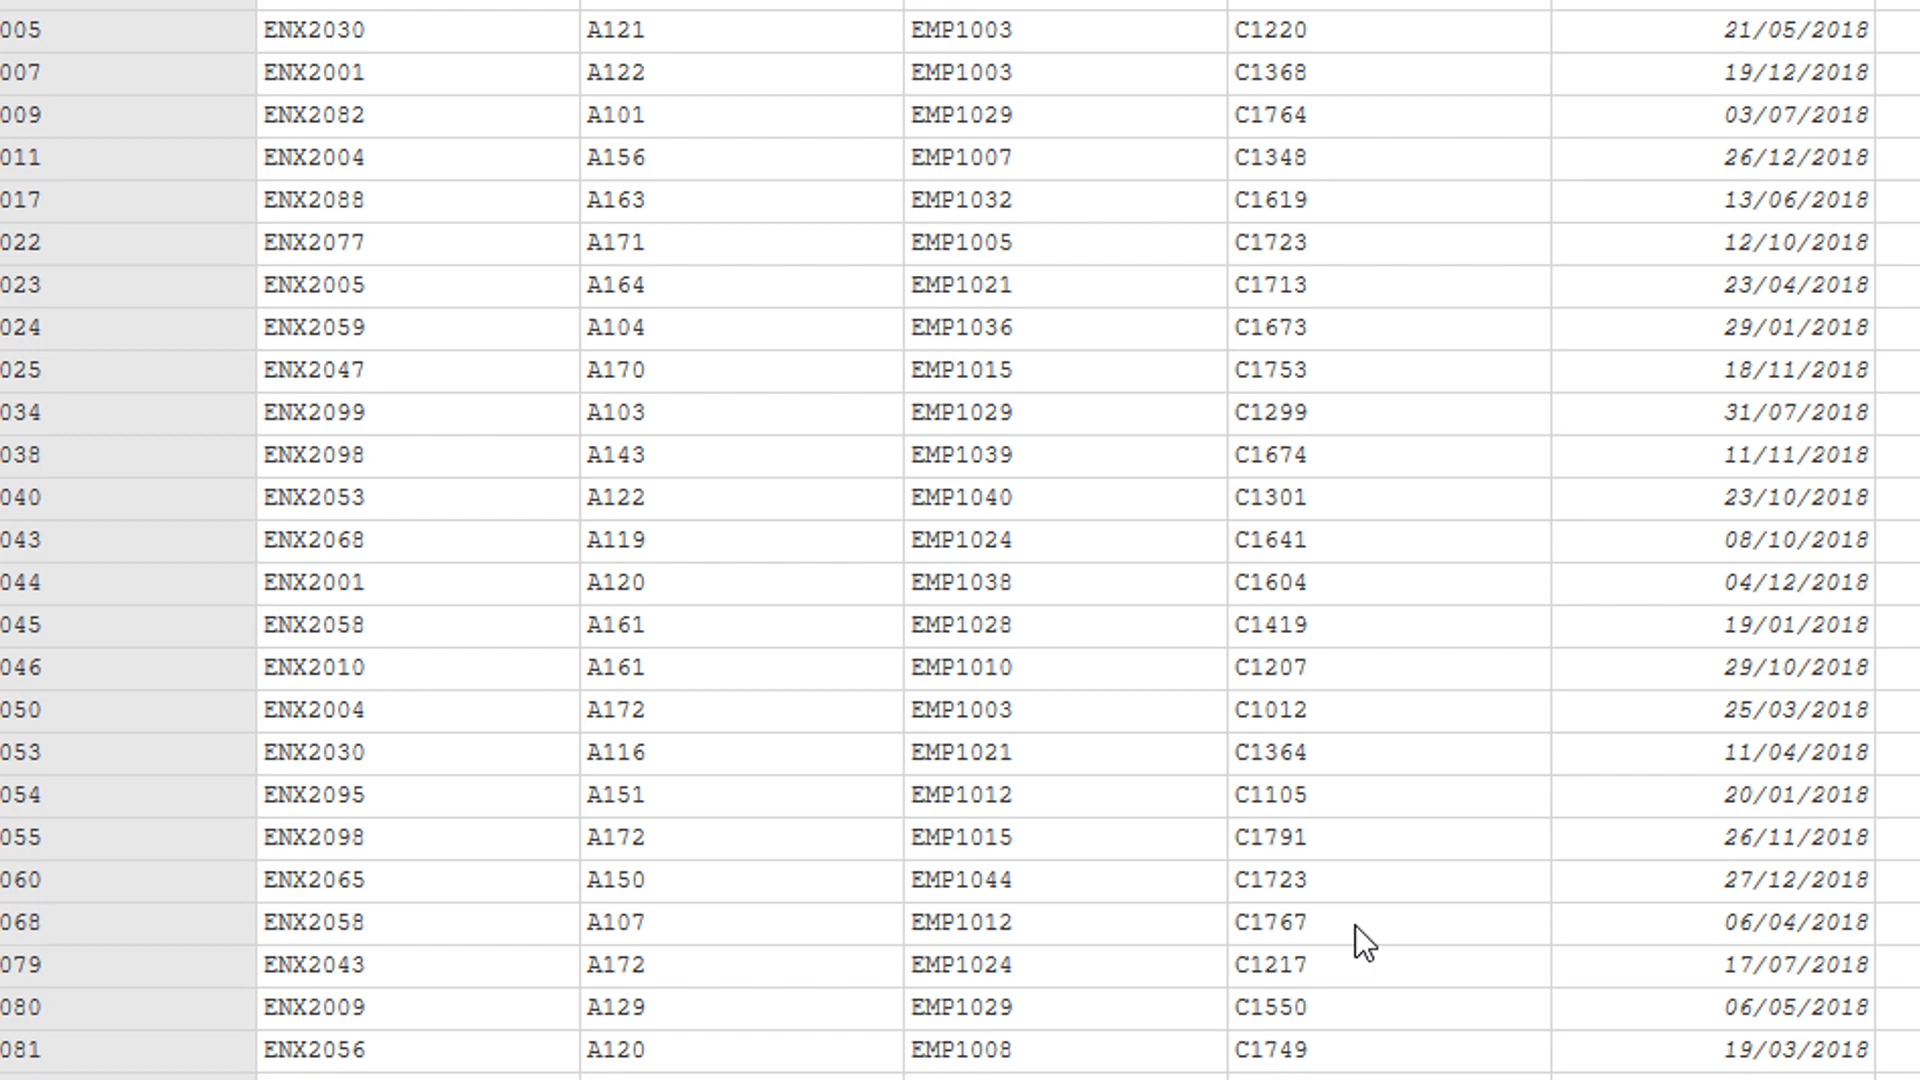 005 ENX2030 A121 EMP1003 C1220 21/05/2018
007 ENX2001 A122 EMP1003 C1368 19/12/2018
009 ENX2082 A101 EMP1029 C1764 03/07/2018
011 ENX2004 A156 EMP1007 C1348 26/12/2018
017 ENX2088 A163 EMP1032 C1619 13/06/2018
022 ENX2077 A171 EMP1005 C1723 12/10/2018
023 ENX2005 A164 EMP1021 C1713 23/04/2018
024 ENX2059 A104 EMP1036 C1673 29/01/2018
025 ENX2047 A170 EMP1015 C1753 18/11/2018
034 ENX2099 A103 EMP1029 C1299 31/07/2018
038 ENX2098 A143 EMP1039 C1674 11/11/2018
040 ENX2053 A122 EMP1040 C1301 23/10/2018
043 ENX2068 A119 EMP1024 C1641 08/10/2018
044 ENX2001 A120 EMP1038 C1604 04/12/2018
045 ENX2058 A161 EMP1028 C1419 19/01/2018
046 ENX2010 A161 EMP1010 C1207 29/10/2018
050 ENX2004 A172 EMP1003 C1012 25/03/2018
053 ENX2030 A116 EMP1021 C1364 11/04/2018
054 ENX2095 A151 EMP1012 C1105 20/01/2018
055 ENX2098 A172 EMP1015 C1791 26/11/2018
060 ENX2065 A150 EMP1044 C1723 27/12/2018
068 ENX2058 A107 EMP1012 C1767 06/04/2018
079 ENX2043 A172 EMP1024 C1217 17/07/2018
080 ENX2009 A129 EMP1029 C1550 06/05/2018
081 ENX2056 A120 EMP1008 C1749 19/03/2018